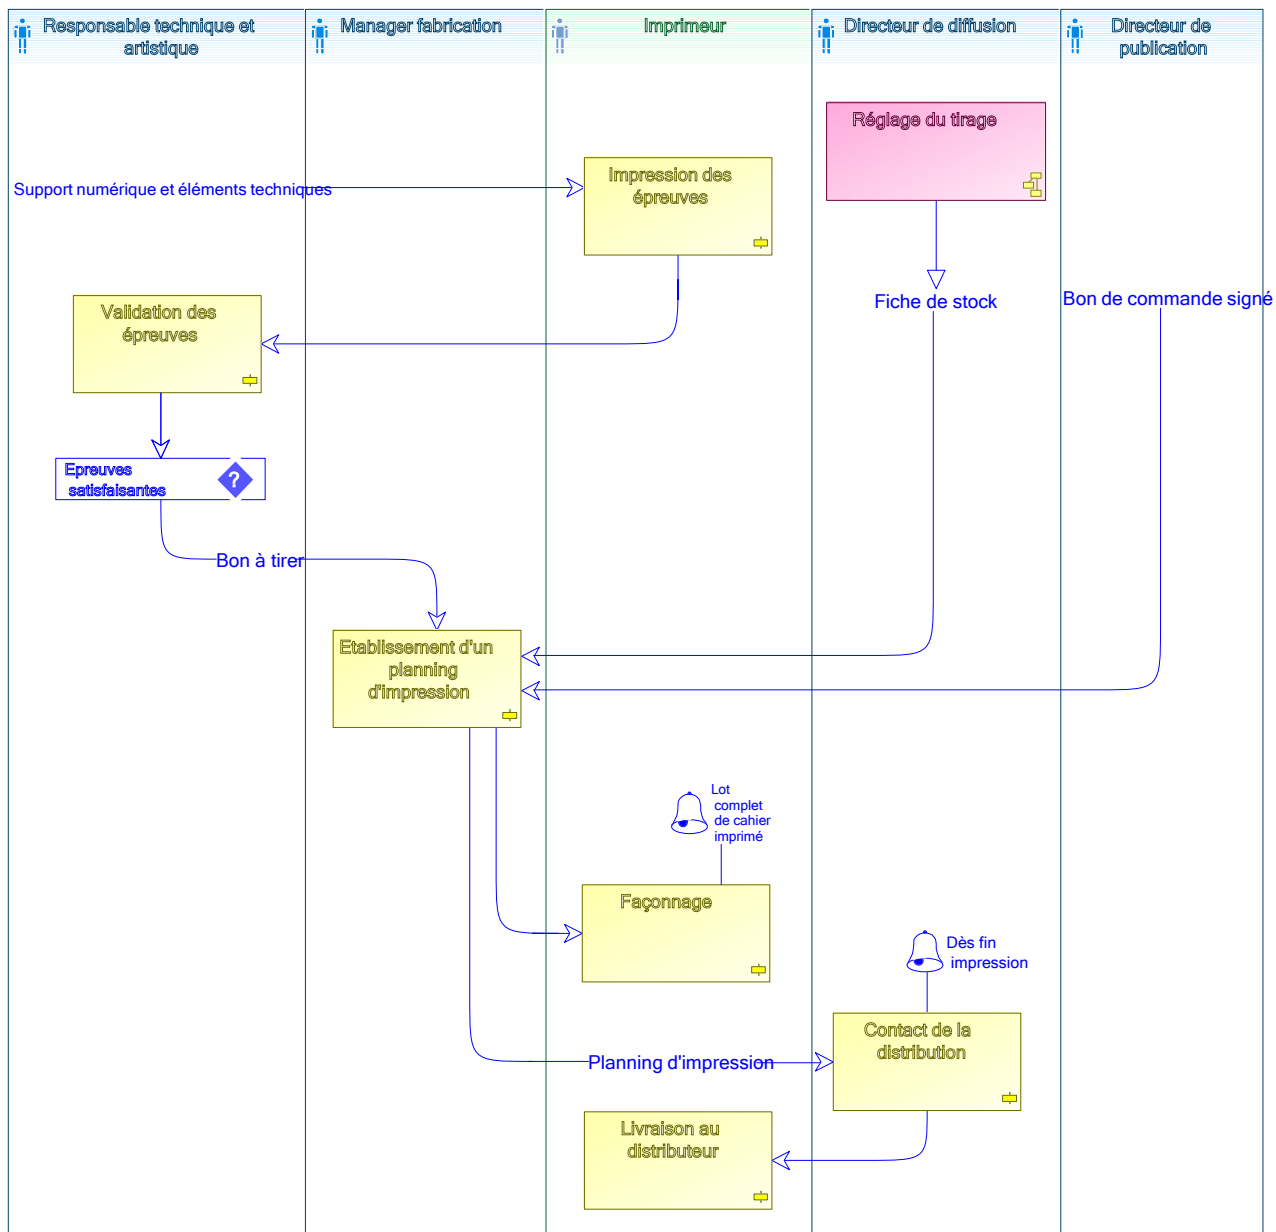 Responsable technique et
artistique
Manager fabrication
Imprimeur
Directeur de diffusion
Directeur de
publication
Réglage du tirage
Support numérique et éléments techniques
Impression des
épreuves
Fiche de stock
Bon de commande signé
Validation des
épreuves
Epreuves
satisfaisantes
?
Bon à tirer
Etablissement d'un
planning
d'impression
Lot
complet
de cahier
imprimé
Façonnage
Dès fin
impression
Contact de la
distribution
Planning d'impression
Livraison au
distributeur